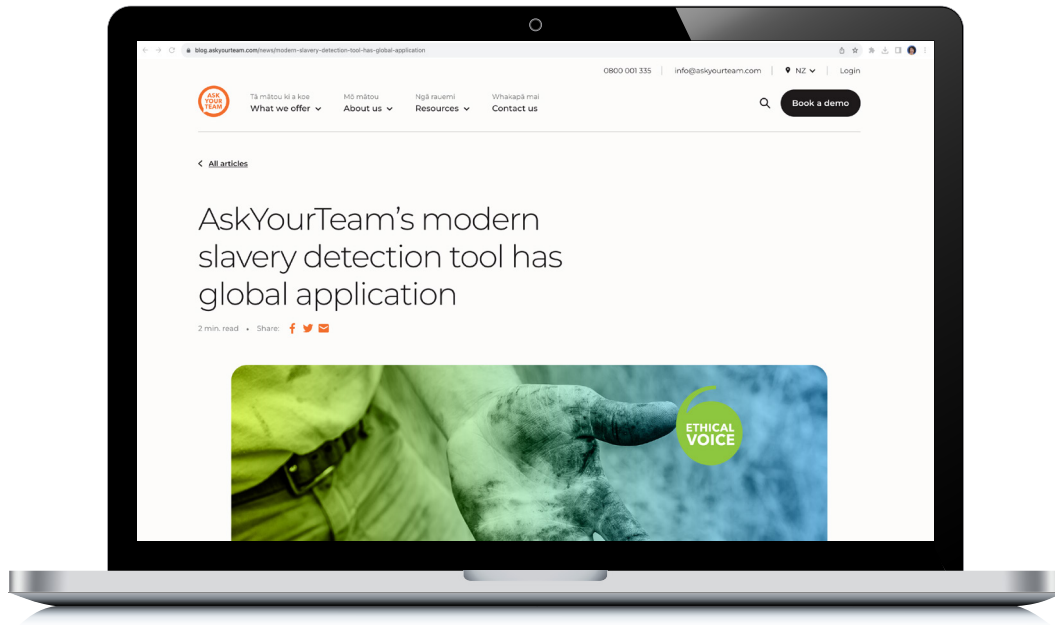 blog.askyourteam.com/news/modern-slavery-detection-tool-has-global-application
0800 001 335 info@askyourteam.com NZ Login
ASK
YOUR
TEAM
Tā mātou ki a koe Mō mātou Ngā rauemi Whakapā mai
What we offer About us Resources Contact us
Book a demo
All articles
AskYourTeam’s modern
slavery detection tool has
global application
2 min. read • Share:
ETHICAL
VOICE